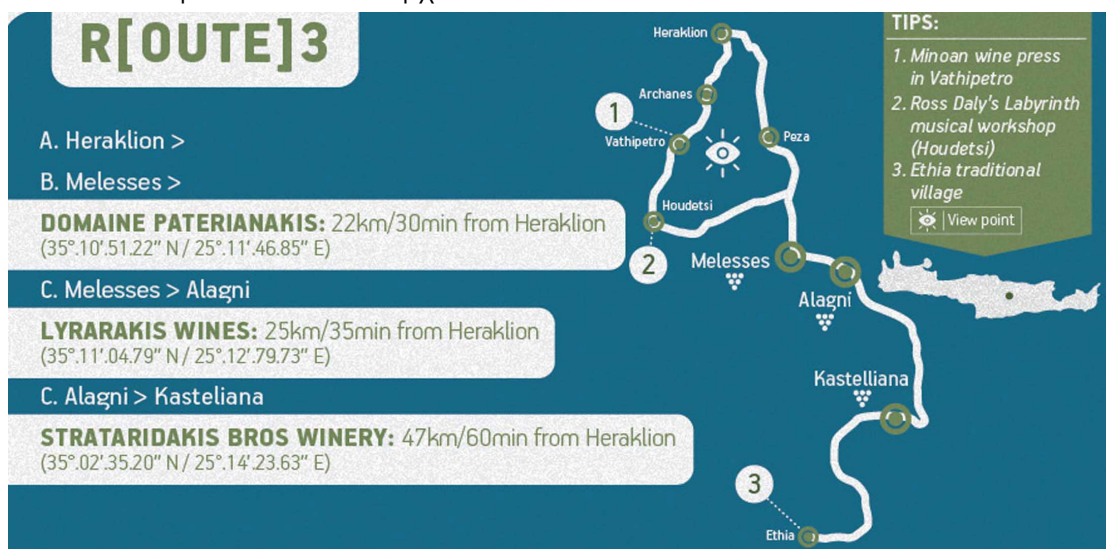 R[OUTE]3
A. Heraklion >
B. Melesses >
DOMAINE PATERIANAKIS: 22km/30min from Heraklion
(35°.10'.51.22" N / 25°.11'.46.85" E)
C. Melesses > Alagni
LYRARAKIS WINES: 25km/35min from Heraklion
(35°.11'.04.79" N / 25°.12'.79.73" E)
C. Alagni > Kasteliana
STRATARIDAKIS BROS WINERY: 47km/60min from Heraklion
(35°.02'.35.20" N / 25°.14'.23.63" E)
Heraklion
Archanes
1
Vathipetro
Peza
Houdetsi
2
Melesses
Alagni
Kastelliana
3
Ethia
TIPS:
1. Minoan wine press
in Vathipetro
2. Ross Daly's Labyrinth
musical workshop
(Houdetsi)
3. Ethia traditional
village
View point